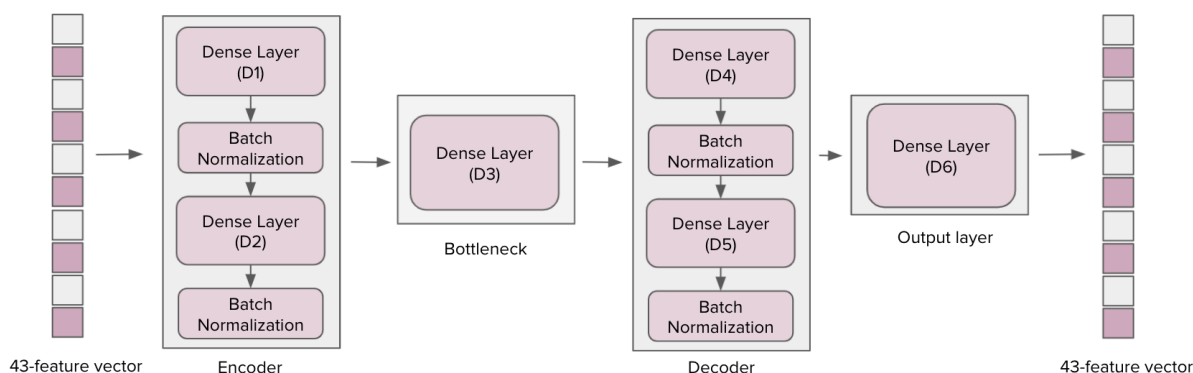 Dense Layer
(D1)
Batch
Normalization
Dense Layer
(D2)
Batch
Normalization
Dense Layer
(D3)
Dense Layer
(D4)
Batch
Normalization
Dense Layer
(D5)
Batch
Normalization
Dense Layer
(D6)
Bottleneck
Output layer
43-feature vector
Encoder
Decoder
43-feature vector